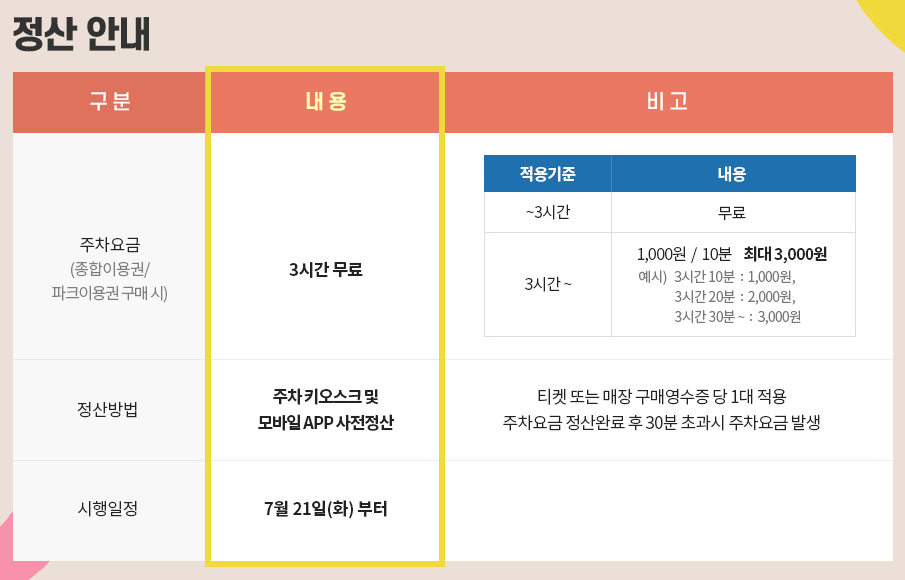 정산 안내
구 분
내 용
비 고
주차요금
(종합이용권/
파크이용권 구매 시)
3시간 무료
적용기준
내용
~3시간
무료
3시간 ~
1,000원 / 10분 최대 3,000원
예시) 3시간 10분 : 1,000원,
3시간 20분 : 2,000원,
3시간 30분 ~ : 3,000원
정산방법
주차 키오스크 및
모바일 APP 사전정산
티켓 또는 매장 구매영수증 당 1대 적용
주차요금 정산완료 후 30분 초과시 주차요금 발생
시행일정
7월 21일(화) 부터